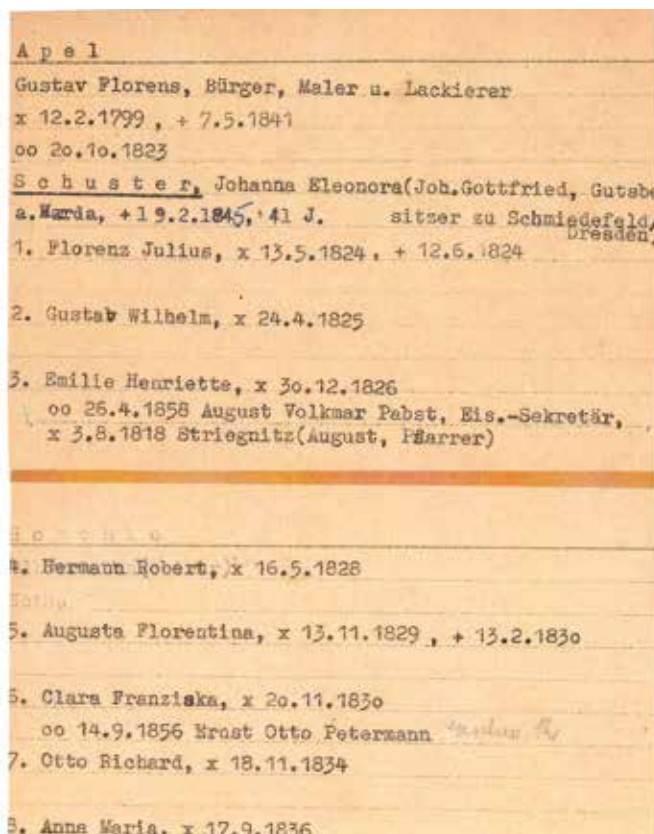 A p e l
Gustav Florens, Bürger, Maler u. Lackierer
x 12.2.1799 , + 7.5.1841
oo 2o.1o.1823
S c h u s t e r, Johanna Eleonora(Joh.Gottfried, Gutsbe
a.Warda, + 19.2.1845, 41 J. sitzer zu Schmiedefeld/
Dresden)
1. Florenz Julius, x 13.5.1824 , + 12.6.1824
2. Gustav Wilhelm, x 24.4.1825
3. Emilie Henriette, x 3o.12.1826
oo 26.4.1858 August Volkmar Pabst, Eis.-Sekretär,
x 3.8.1818 Striegnitz(August, Pfarrer)
4. Hermann Robert, x 16.5.1828
5. Augusta Florentina, x 13.11.1829 , + 13.2.183o
6. Clara Franziska, x 2o.11.183o
oo 14.9.1856 Ernst Otto Petermann
7. Otto Richard, x 18.11.1834
8. Anna Maria, x 17.9.1836